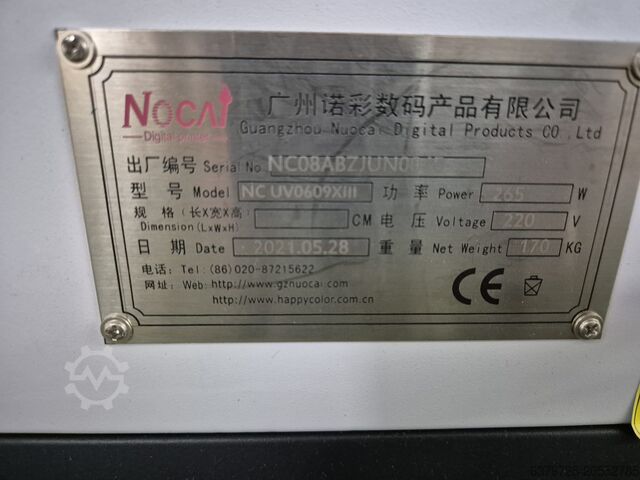 NOCAI
Digital printer
广州诺彩数码产品有限公司
Guangzhou Nuocai Digital Products CO.,Ltd
出厂编号 Serial No
型号 Model NC UV0609XIII 功率 Power 265 W
规格(长X宽X高) Dimension(LxWxH) CM 电压 Voltage 220 V
日期 Date 2021.05.28 重量 Net Weight 170 KG
电话: Tel:(86)020-87215622
网址: Web: http://www.gznuocai.com
http://www.happycolor.com.cn
CE